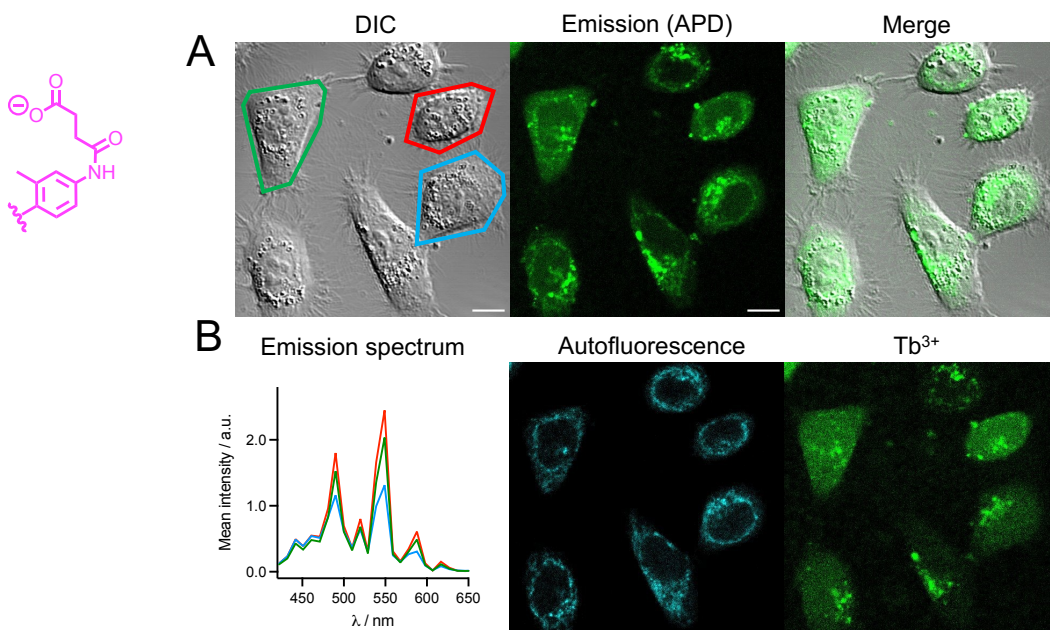 A
DIC
Emission (APD)
Merge
⊖
O
O
O
NH
B
Emission spectrum
Autofluorescence
Tb³⁺
Mean intensity / a.u.
2.0
1.0
0.0
450
500
550
600
650
λ / nm